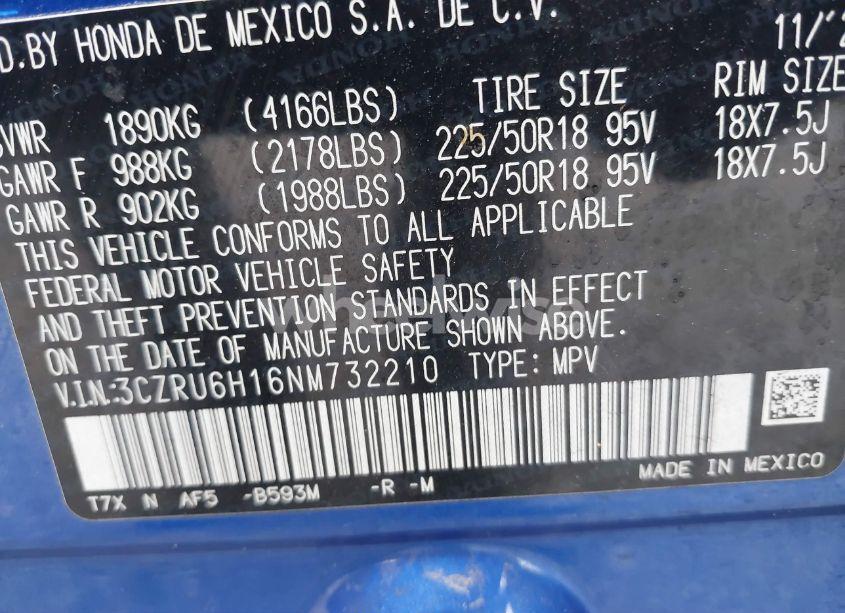 D.BY HONDA DE MEXICO S.A. DE C.V. 11/'2
GVWR 1890KG (4166LBS) TIRE SIZE RIM SIZE
GAWR F 988KG (2178LBS) 225/50R18 95V 18X7.5J
GAWR R 902KG (1988LBS) 225/50R18 95V 18X7.5J
THIS VEHICLE CONFORMS TO ALL APPLICABLE
FEDERAL MOTOR VEHICLE SAFETY
AND THEFT PREVENTION STANDARDS IN EFFECT
ON THE DATE OF MANUFACTURE SHOWN ABOVE.
V.I.N:3CZRU6H16NM732210 TYPE: MPV
MADE IN MEXICO
T7X N AF5 -B593M -R -M